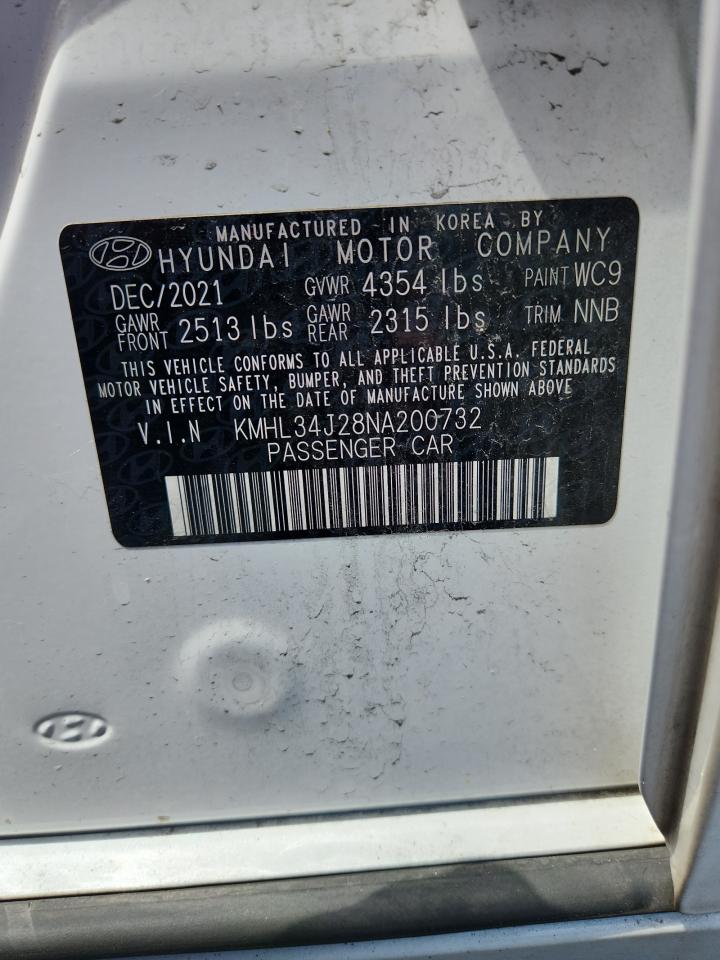 MANUFACTURED IN KOREA BY
HYUNDAI MOTOR COMPANY
DEC/2021 GVWR 4354 lbs PAINT WC9
GAWR FRONT 2513 lbs GAWR REAR 2315 lbs TRIM NNB
THIS VEHICLE CONFORMS TO ALL APPLICABLE U.S.A. FEDERAL
MOTOR VEHICLE SAFETY, BUMPER, AND THEFT PREVENTION STANDARDS
IN EFFECT ON THE DATE OF MANUFACTURE SHOWN ABOVE
V.I.N KMHL34J28NA200732
PASSENGER CAR